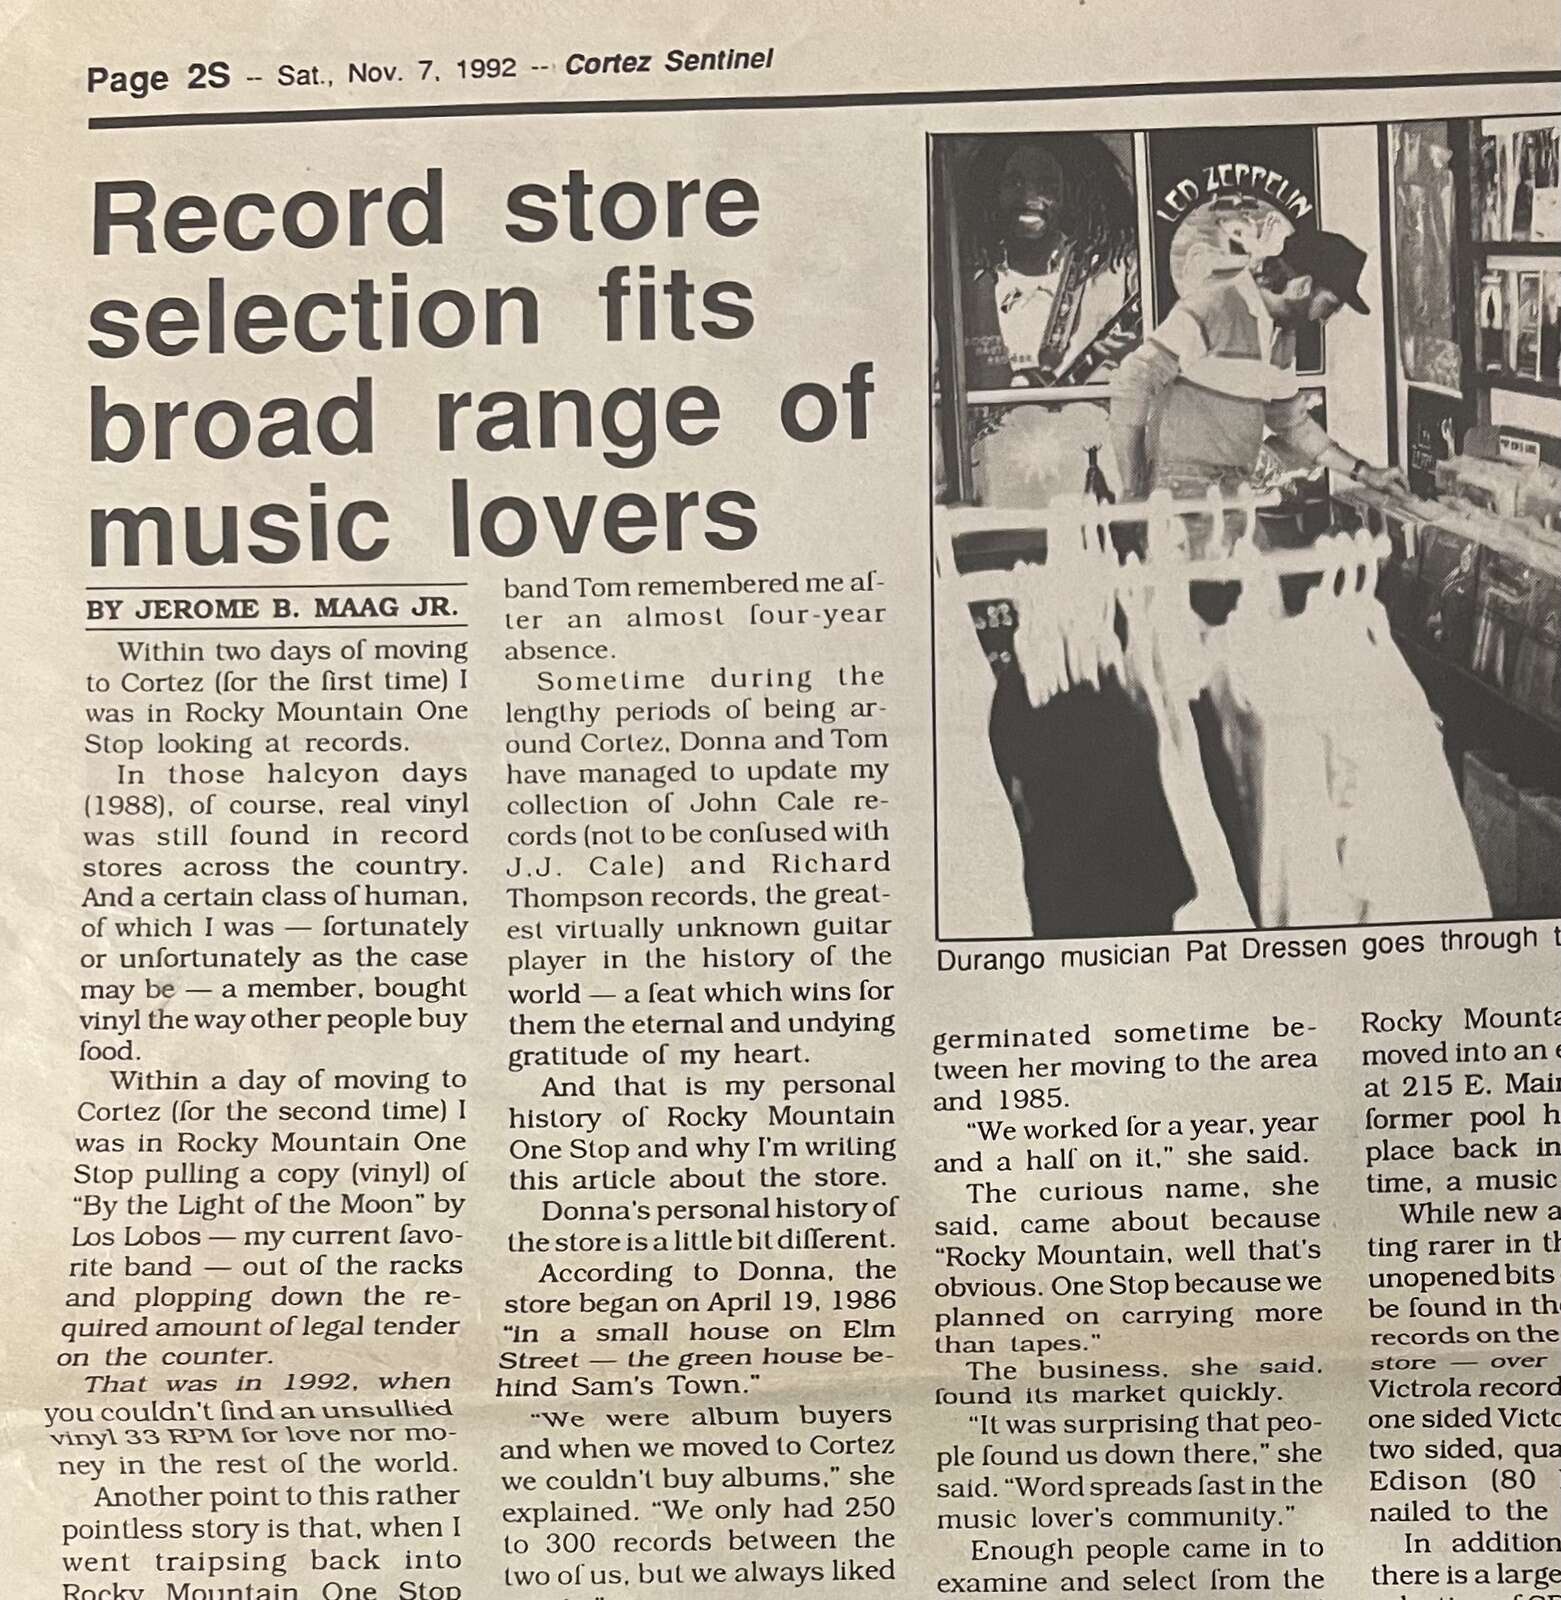 Page 2S -- Sat., Nov. 7, 1992 -- Cortez Sentinel
Record store
selection fits
broad range of
music lovers
BY JEROME B. MAAG JR.
Within two days of moving
to Cortez (for the first time) I
was in Rocky Mountain One
Stop looking at records.
In those halcyon days
(1988), of course, real vinyl
was still found in record
stores across the country.
And a certain class of human,
of which I was — fortunately
or unfortunately as the case
may be — a member, bought
vinyl the way other people buy
food.
Within a day of moving to
Cortez (for the second time) I
was in Rocky Mountain One
Stop pulling a copy (vinyl) of
“By the Light of the Moon” by
Los Lobos — my current favo-
rite band — out of the racks
and plopping down the re-
quired amount of legal tender
on the counter.
That was in 1992, when
you couldn't find an unsullied
vinyl 33 RPM for love nor mo-
ney in the rest of the world.
Another point to this rather
pointless story is that, when I
went traipsing back into
Rocky Mountain One Stop
band Tom remembered me af-
ter an almost four-year
absence.
Sometime during the
lengthy periods of being ar-
ound Cortez, Donna and Tom
have managed to update my
collection of John Cale re-
cords (not to be confused with
J.J. Cale) and Richard
Thompson records, the great-
est virtually unknown guitar
player in the history of the
world — a feat which wins for
them the eternal and undying
gratitude of my heart.
And that is my personal
history of Rocky Mountain
One Stop and why I'm writing
this article about the store.
Donna's personal history of
the store is a little bit different.
According to Donna, the
store began on April 19, 1986
“in a small house on Elm
Street — the green house be-
hind Sam's Town.”
“We were album buyers
and when we moved to Cortez
we couldn't buy albums,” she
explained. “We only had 250
to 300 records between the
two of us, but we always liked
LED ZEPPELIN
Durango musician Pat Dressen goes through
germinated sometime be-
tween her moving to the area
and 1985.
“We worked for a year, year
and a half on it,” she said.
The curious name, she
said, came about because
“Rocky Mountain, well that's
obvious. One Stop because we
planned on carrying more
than tapes.”
The business, she said,
found its market quickly.
“It was surprising that peo-
ple found us down there,” she
said. “Word spreads fast in the
music lover's community.”
Enough people came in to
examine and select from the
Rocky Mounta
moved into an
at 215 E. Main
former pool h
place back in
time, a music
While new a
ting rarer in th
unopened bits
be found in the
records on the
store — over
Victrola record
one sided Victo
two sided, qua
Edison (80
nailed to the
In addition
there is a large